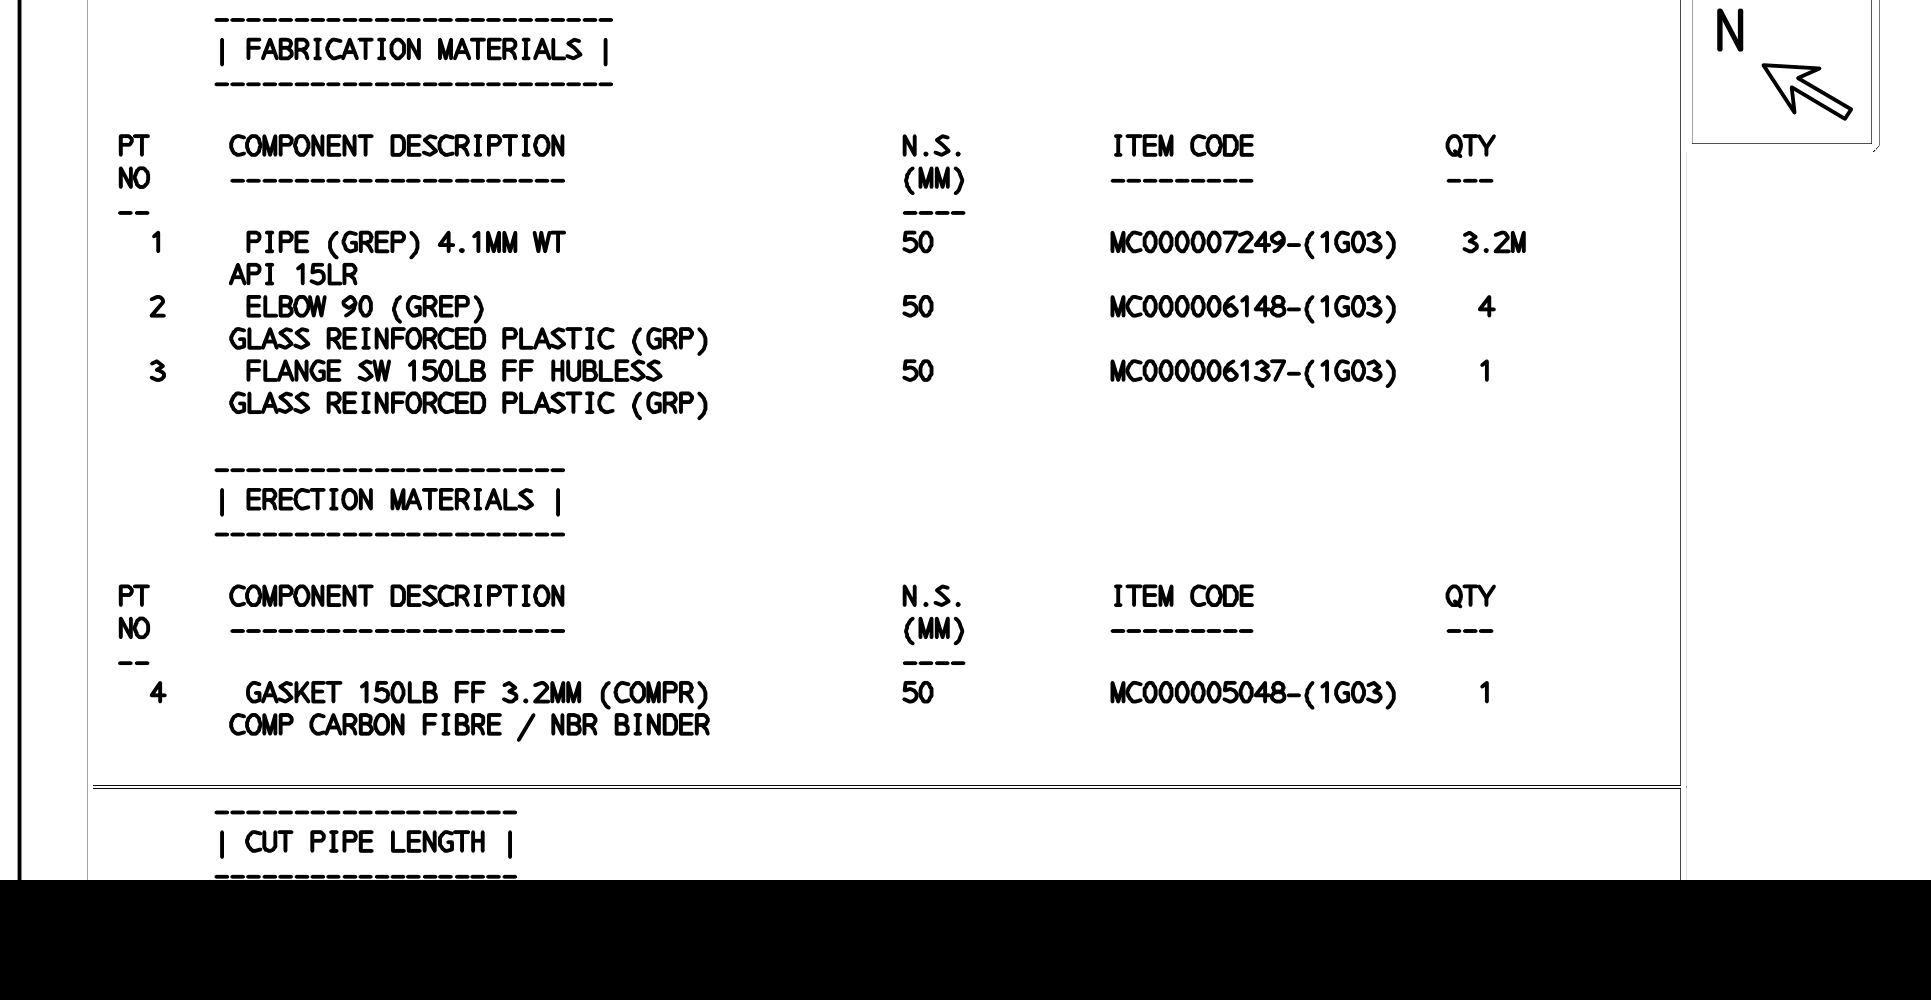 -------------------------
| FABRICATION MATERIALS |
-------------------------
N
PT COMPONENT DESCRIPTION N.S. ITEM CODE QTY
NO --------------------- (MM) --------- ---
-- ----
1 PIPE (GREP) 4.1MM WT 50 MC000007249-(1G03) 3.2M
API 15LR
2 ELBOW 90 (GREP) 50 MC000006148-(1G03) 4
GLASS REINFORCED PLASTIC (GRP)
3 FLANGE SW 150LB FF HUBLESS 50 MC000006137-(1G03) 1
GLASS REINFORCED PLASTIC (GRP)
----------------------
| ERECTION MATERIALS |
----------------------
PT COMPONENT DESCRIPTION N.S. ITEM CODE QTY
NO --------------------- (MM) --------- ---
-- ----
4 GASKET 150LB FF 3.2MM (COMPR) 50 MC000005048-(1G03) 1
COMP CARBON FIBRE / NBR BINDER
-------------------
| CUT PIPE LENGTH |
-------------------